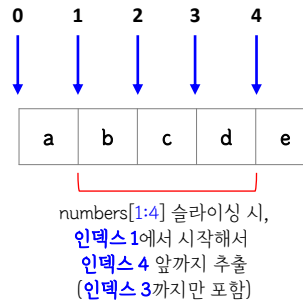 0 1 2 3 4
a b c d e
numbers[1:4] 슬라이싱 시,
인덱스 1에서 시작해서
인덱스 4 앞까지 추출
(인덱스 3까지만 포함)